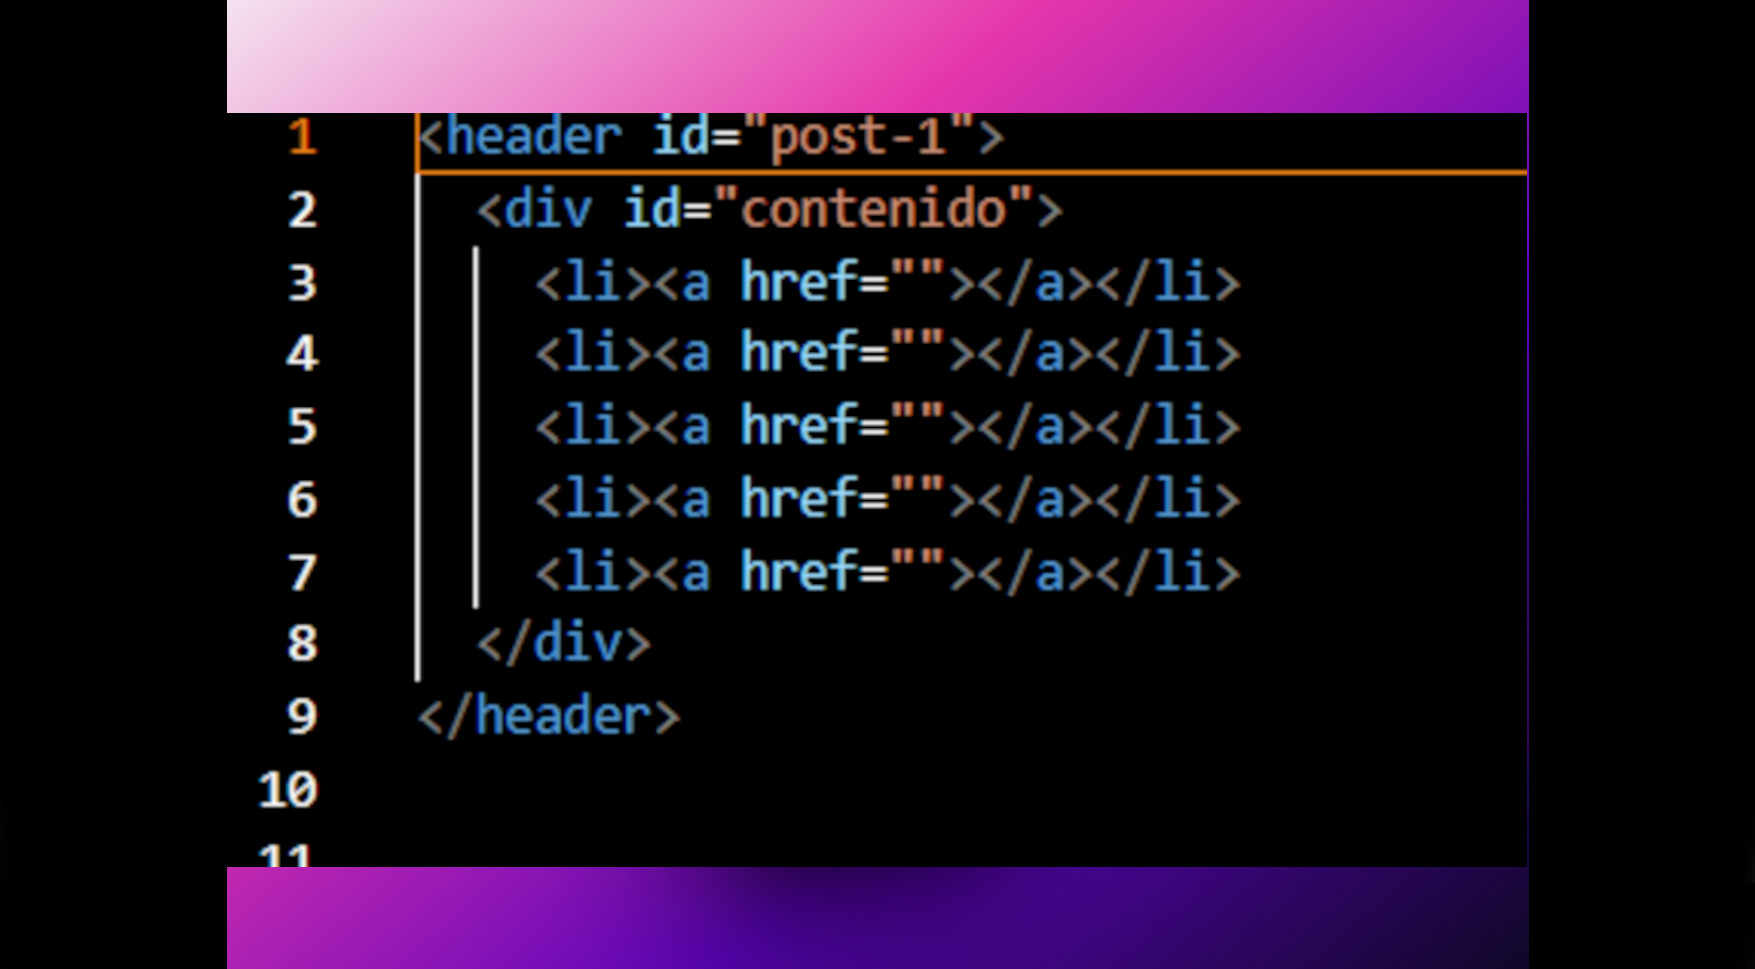 1 <header id="post-1">
2 <div id="contenido">
3 <li><a href=""></a></li>
4 <li><a href=""></a></li>
5 <li><a href=""></a></li>
6 <li><a href=""></a></li>
7 <li><a href=""></a></li>
8 </div>
9 </header>
10
11